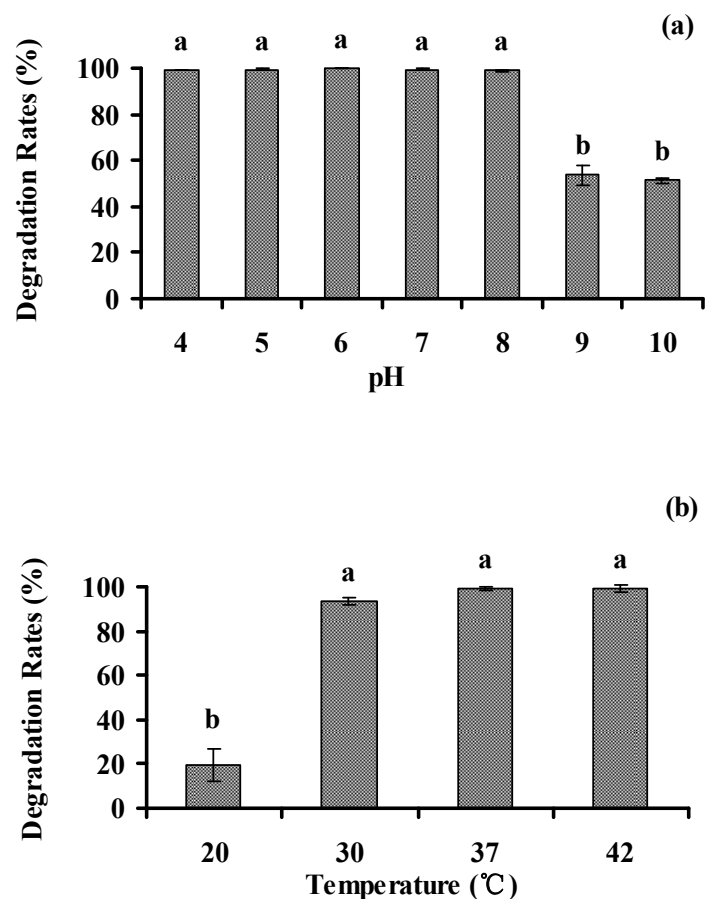 (a)
a a a a a
b b
Degradation Rates (%)
100
80
60
40
20
0
4 5 6 7 8 9 10
pH
(b)
a a a
b
Degradation Rates (%)
100
80
60
40
20
0
20 30 37 42
Temperature (℃)